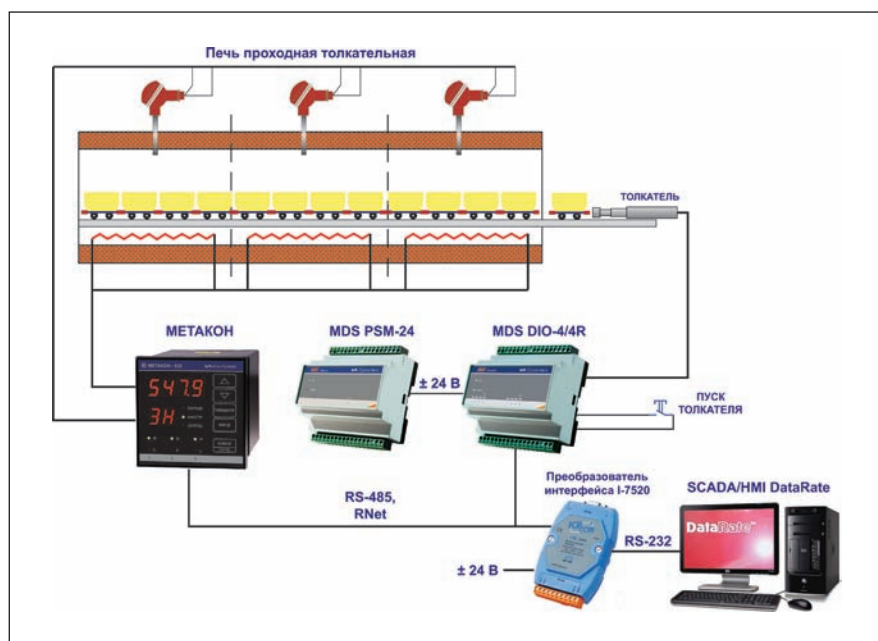 Печь проходная толкательная
ТОЛКАТЕЛЬ
МЕТАКОН
MDS PSM-24
MDS DIO-4/4R
± 24 В
ПУСК
ТОЛКАТЕЛЯ
547.9
3H
RS-485,
RNet
Преобразователь
интерфейса I-7520
SCADA/HMI DataRate
DataRate
RS-232
± 24 В